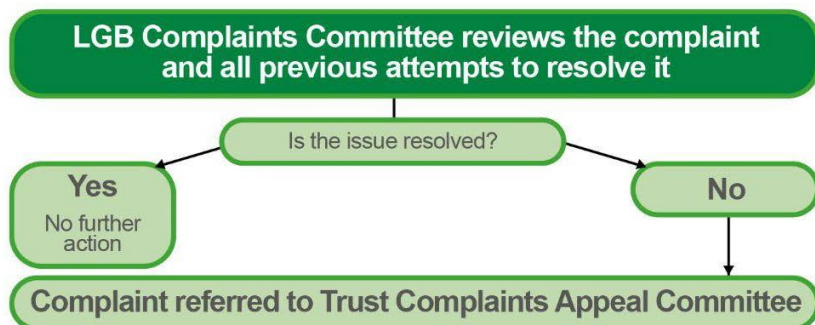 LGB Complaints Committee reviews the complaint
and all previous attempts to resolve it
Is the issue resolved?
Yes
No further
action
No
Complaint referred to Trust Complaints Appeal Committee